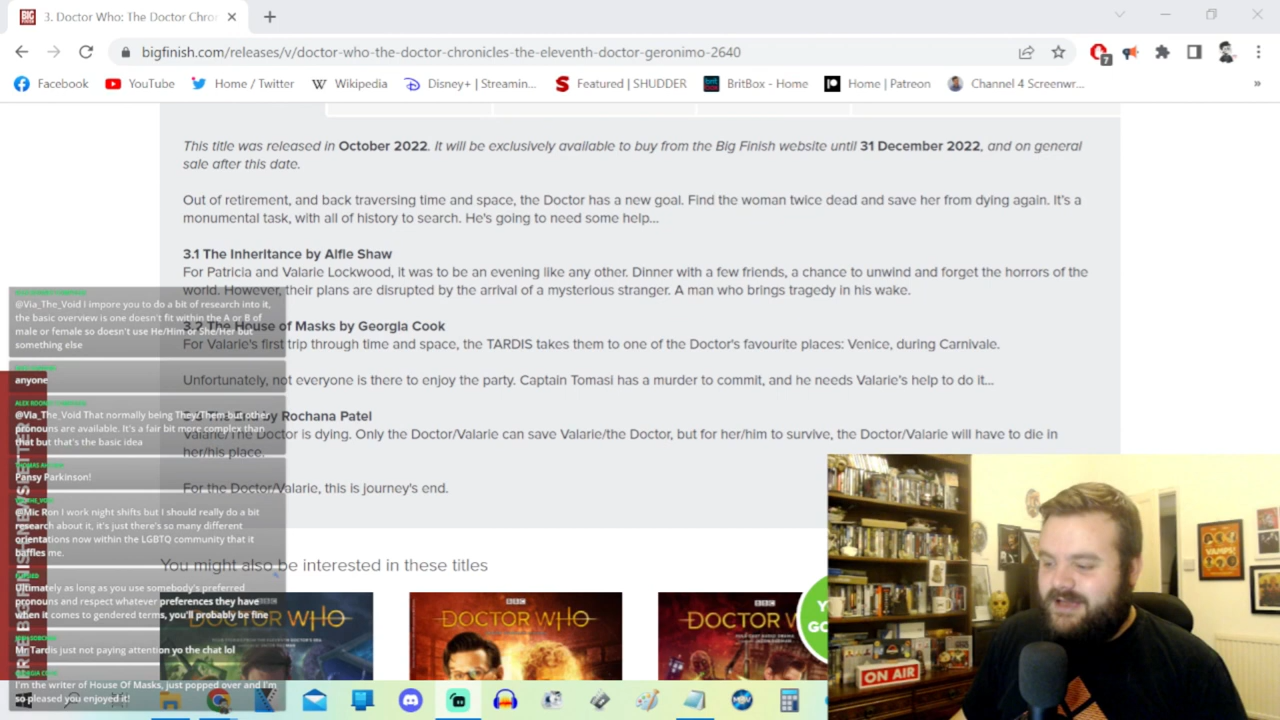 3. Doctor Who: The Doctor Chror
bigfinish.com/releases/v/doctor-who-the-doctor-chronicles-the-eleventh-doctor-geronimo-2640
7
Facebook YouTube Home / Twitter Wikipedia Disney+ | Streamin... Featured | SHUDDER BritBox - Home Home | Patreon Channel 4 Screenwr... »
This title was released in October 2022. It will be exclusively available to buy from the Big Finish website until 31 December 2022, and on general
sale after this date.
Out of retirement, and back traversing time and space, the Doctor has a new goal. Find the woman twice dead and save her from dying again. It's a
monumental task, with all of history to search. He's going to need some help...
3.1 The Inheritance by Alfie Shaw
For Patricia and Valarie Lockwood, it was to be an evening like any other. Dinner with a few friends, a chance to unwind and forget the horrors of the
world. However, their plans are disrupted by the arrival of a mysterious stranger. A man who brings tragedy in his wake.
3.2 The House of Masks by Georgia Cook
For Valarie's first trip through time and space, the TARDIS takes them to one of the Doctor's favourite places: Venice, during Carnivale.
Unfortunately, not everyone is there to enjoy the party. Captain Tomasi has a murder to commit, and he needs Valarie's help to do it...
by Rochana Patel
Valarie/The Doctor is dying. Only the Doctor/Valarie can save Valarie/the Doctor, but for her/him to survive, the Doctor/Valarie will have to die in
her/his place.
For the Doctor/Valarie, this is journey's end.
You might also be interested in these titles
BBC
DOCTOR WHO
BBC
DOCTOR WHO
BBC
DOCTOR WH
Y
GO
@Via_The_Void I impore you to do a bit of research into it,
the basic overview is one doesn't fit within the A or B of
male or female so doesn't use He/Him or She/Her but
something else
anyone
@Via_The_Void That normally being They/Them but other
pronouns are available. It's a fair bit more complex than
that but that's the basic idea
Pansy Parkinson!
@Mic Ron I work night shifts but I should really do a bit
research about it, it's just there's so many different
orientations now within the LGBTQ community that it
baffles me.
Ultimately as long as you use somebody's preferred
pronouns and respect whatever preferences they have
when it comes to gendered terms, you'll probably be fine
Mr Tardis just not paying attention yo the chat lol
I'm the writer of House Of Masks, just popped over and I'm
so pleased you enjoyed it!
VAMPS!
ON AIR